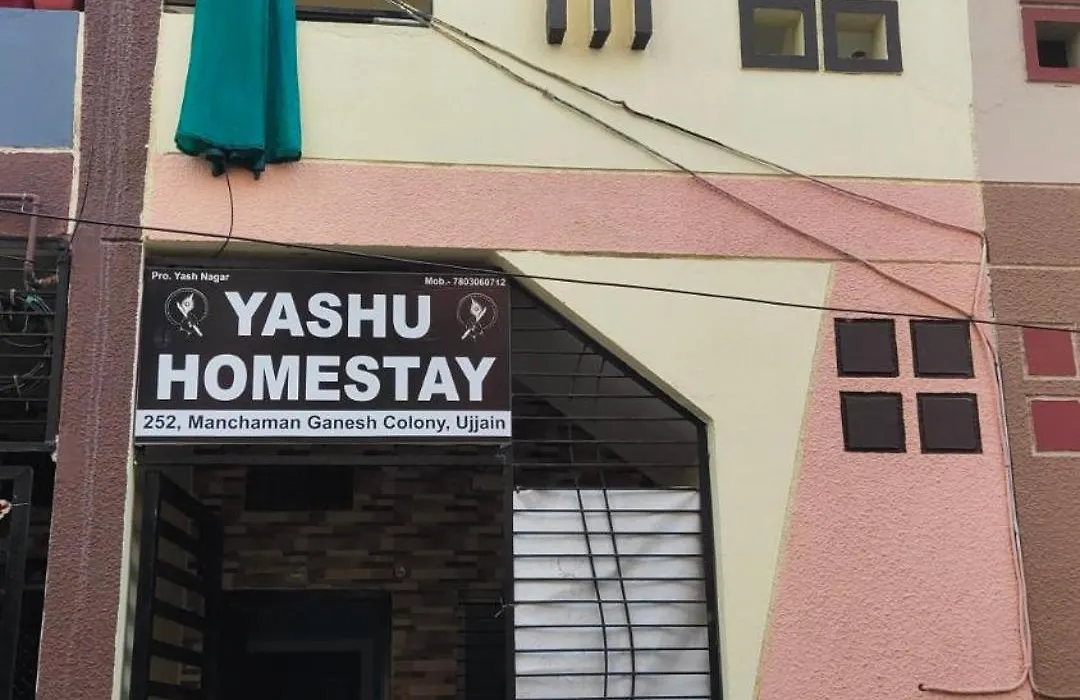 Pro. Yash Nagar Mob.- 7803060712
YASHU
HOMESTAY
252, Manchaman Ganesh Colony, Ujjain